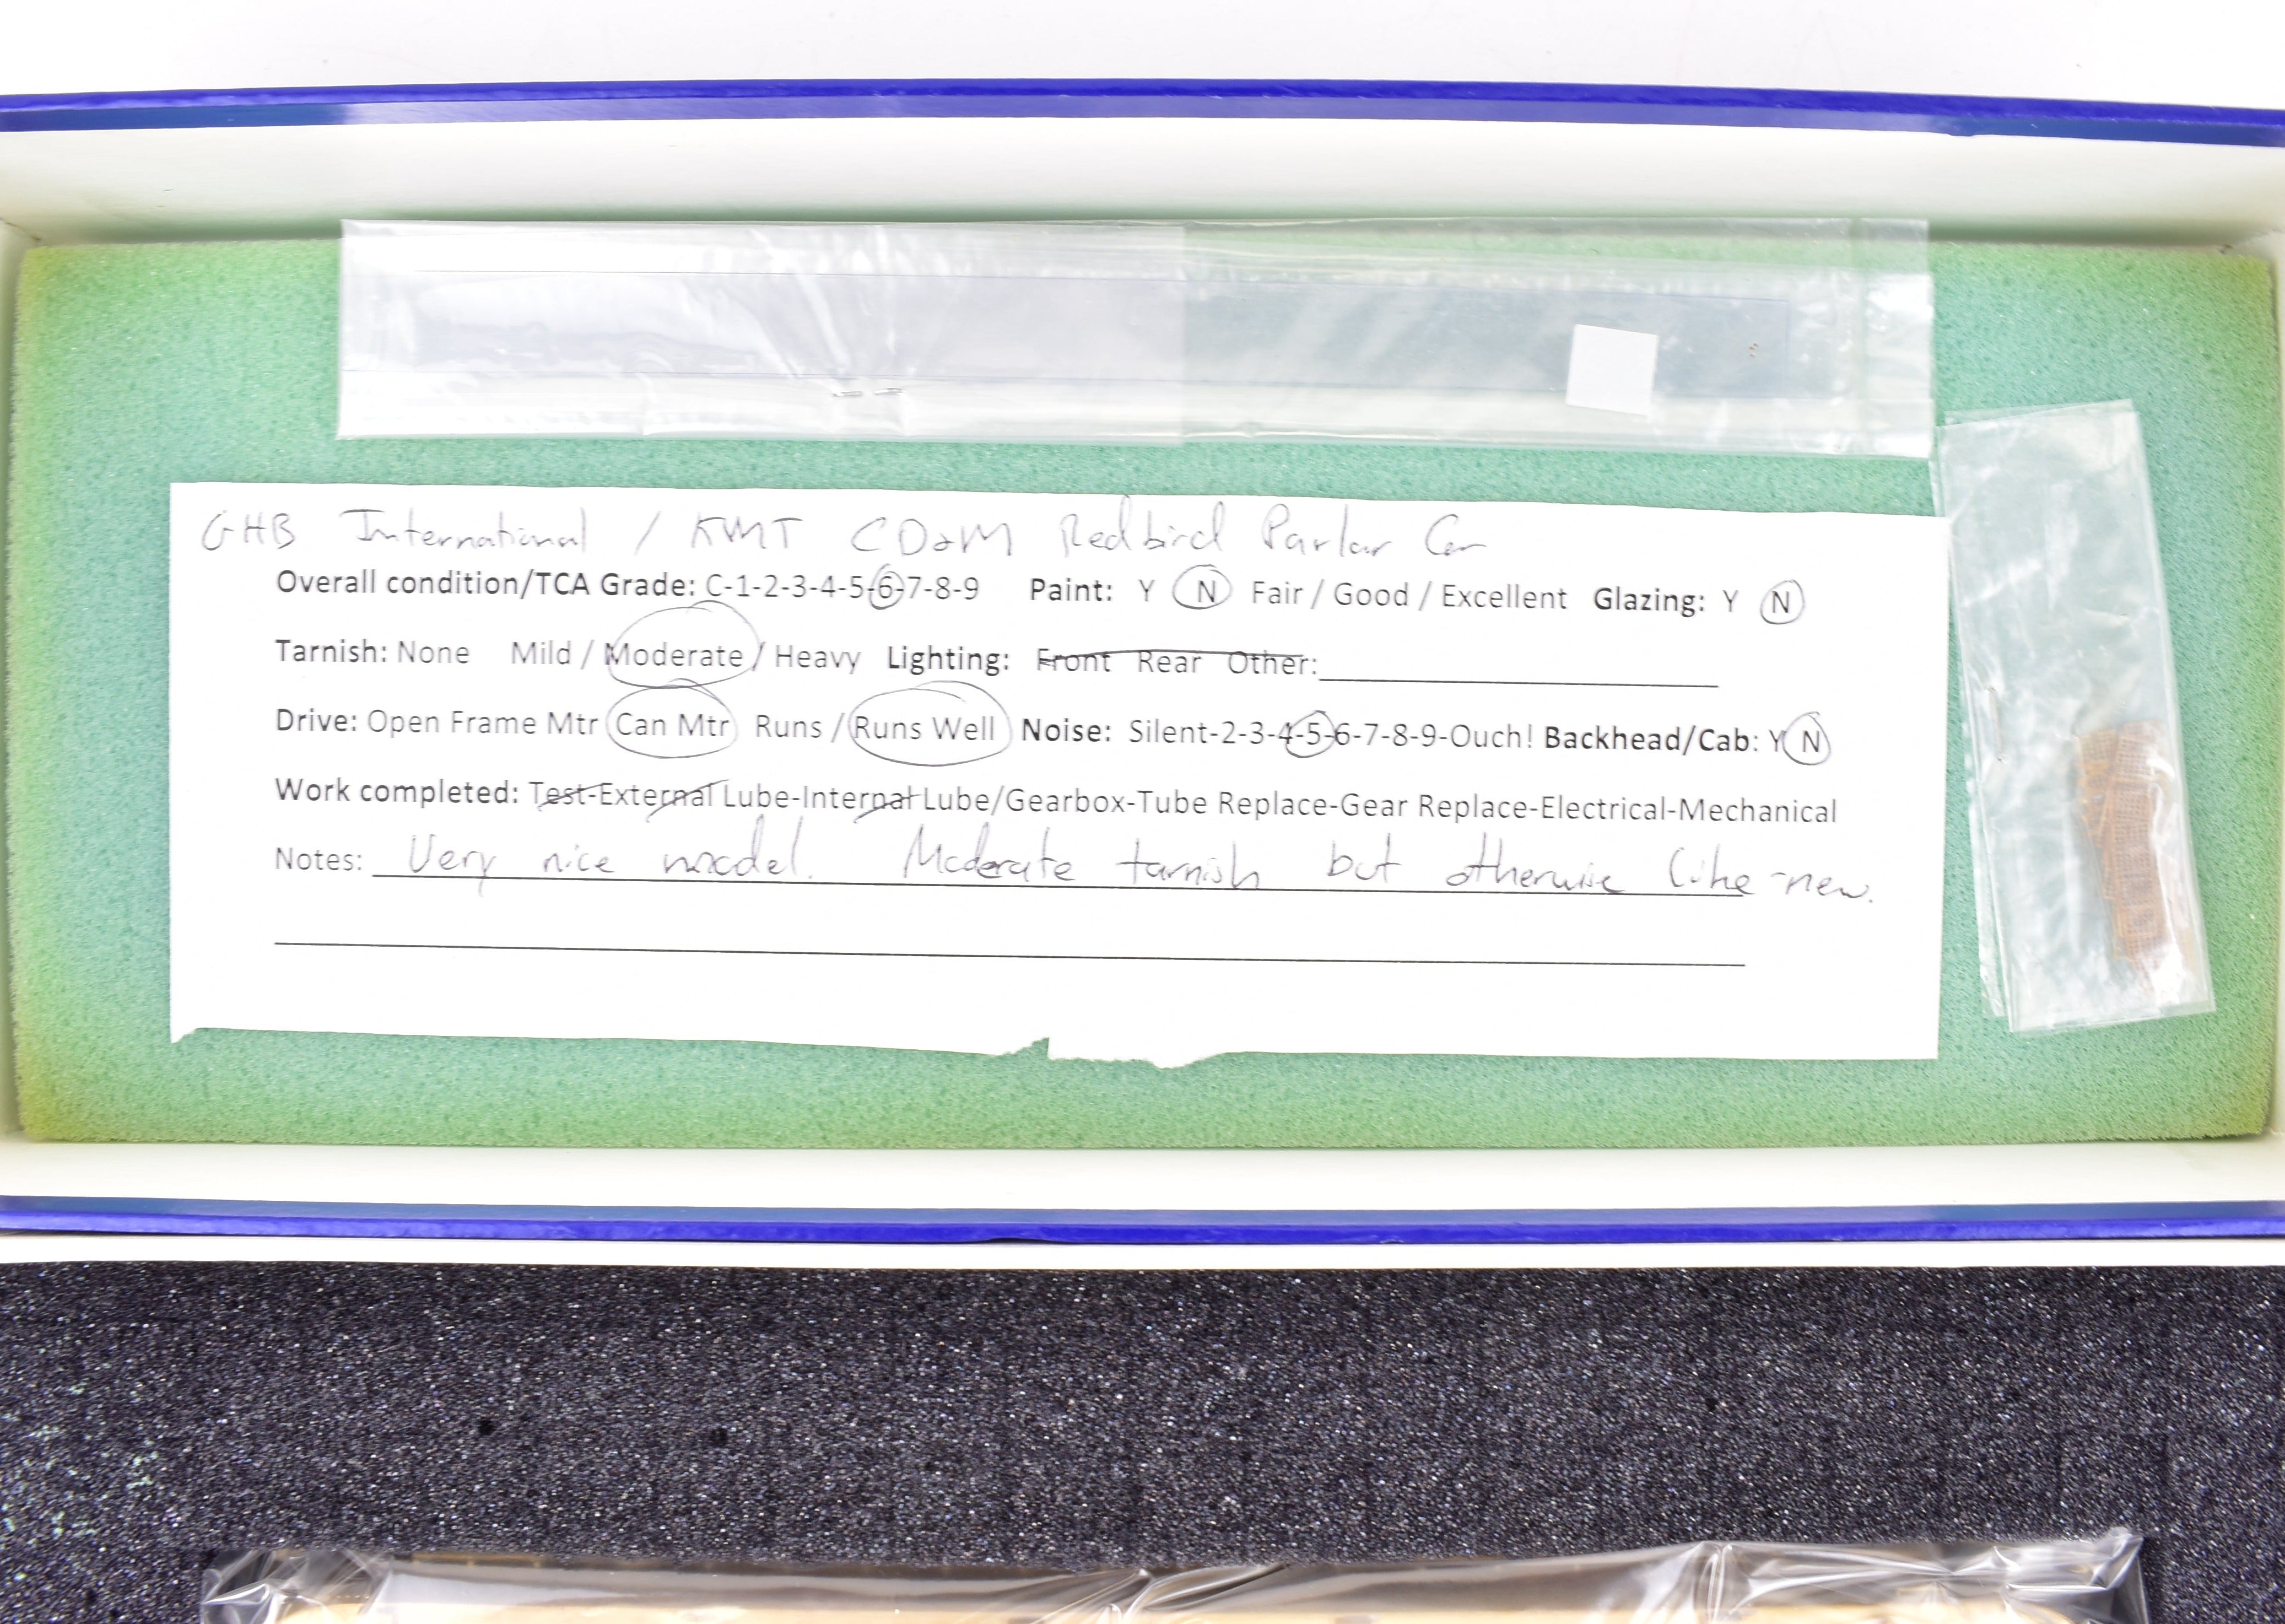 GHB International / KMT CD&M Redbird Parlor Car
Overall condition/TCA Grade: C-1-2-3-4-5-6-7-8-9 Paint: Y N Fair / Good / Excellent Glazing: Y N
Tarnish: None Mild / Moderate / Heavy Lighting: Front Rear Other:
Drive: Open Frame Mtr Can Mtr Runs / Runs Well Noise: Silent-2-3-4-5-6-7-8-9-Ouch! Backhead/Cab: Y N
Work completed: Test-External Lube-Internal Lube/Gearbox-Tube Replace-Gear Replace-Electrical-Mechanical
Notes: Very nice model. Moderate tarnish but otherwise like-new.